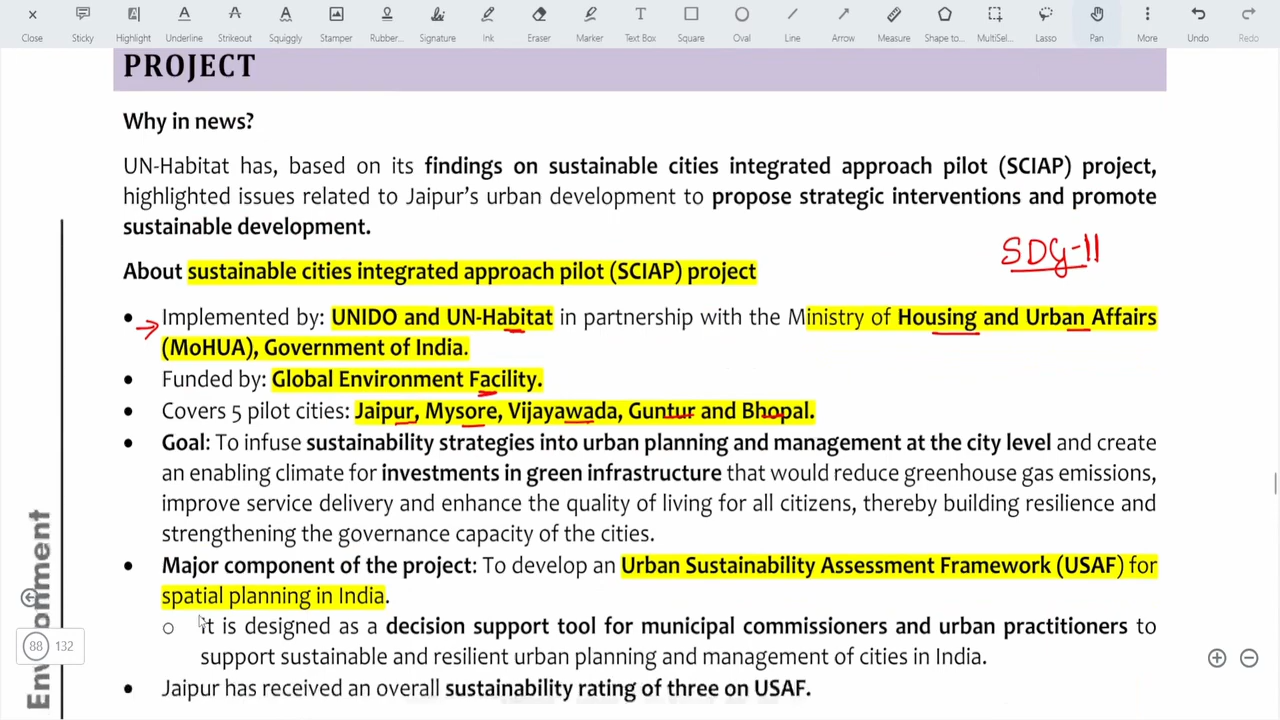 Close Sticky Highlight Underline Strikeout Squiggly Stamper Rubber... Signature Ink Eraser Marker Text Box Square Oval Line Arrow Measure Shape to... MultiSel... Lasso Pan More Undo Redo
PROJECT
Why in news?
UN-Habitat has, based on its findings on sustainable cities integrated approach pilot (SCIAP) project,
highlighted issues related to Jaipur's urban development to propose strategic interventions and promote
sustainable development.
SDG-11
About sustainable cities integrated approach pilot (SCIAP) project
• Implemented by: UNIDO and UN-Habitat in partnership with the Ministry of Housing and Urban Affairs
(MoHUA), Government of India.
• Funded by: Global Environment Facility.
• Covers 5 pilot cities: Jaipur, Mysore, Vijayawada, Guntur and Bhopal.
• Goal: To infuse sustainability strategies into urban planning and management at the city level and create
an enabling climate for investments in green infrastructure that would reduce greenhouse gas emissions,
improve service delivery and enhance the quality of living for all citizens, thereby building resilience and
strengthening the governance capacity of the cities.
• Major component of the project: To develop an Urban Sustainability Assessment Framework (USAF) for
spatial planning in India.
o It is designed as a decision support tool for municipal commissioners and urban practitioners to
support sustainable and resilient urban planning and management of cities in India.
• Jaipur has received an overall sustainability rating of three on USAF.
Environment
88 132